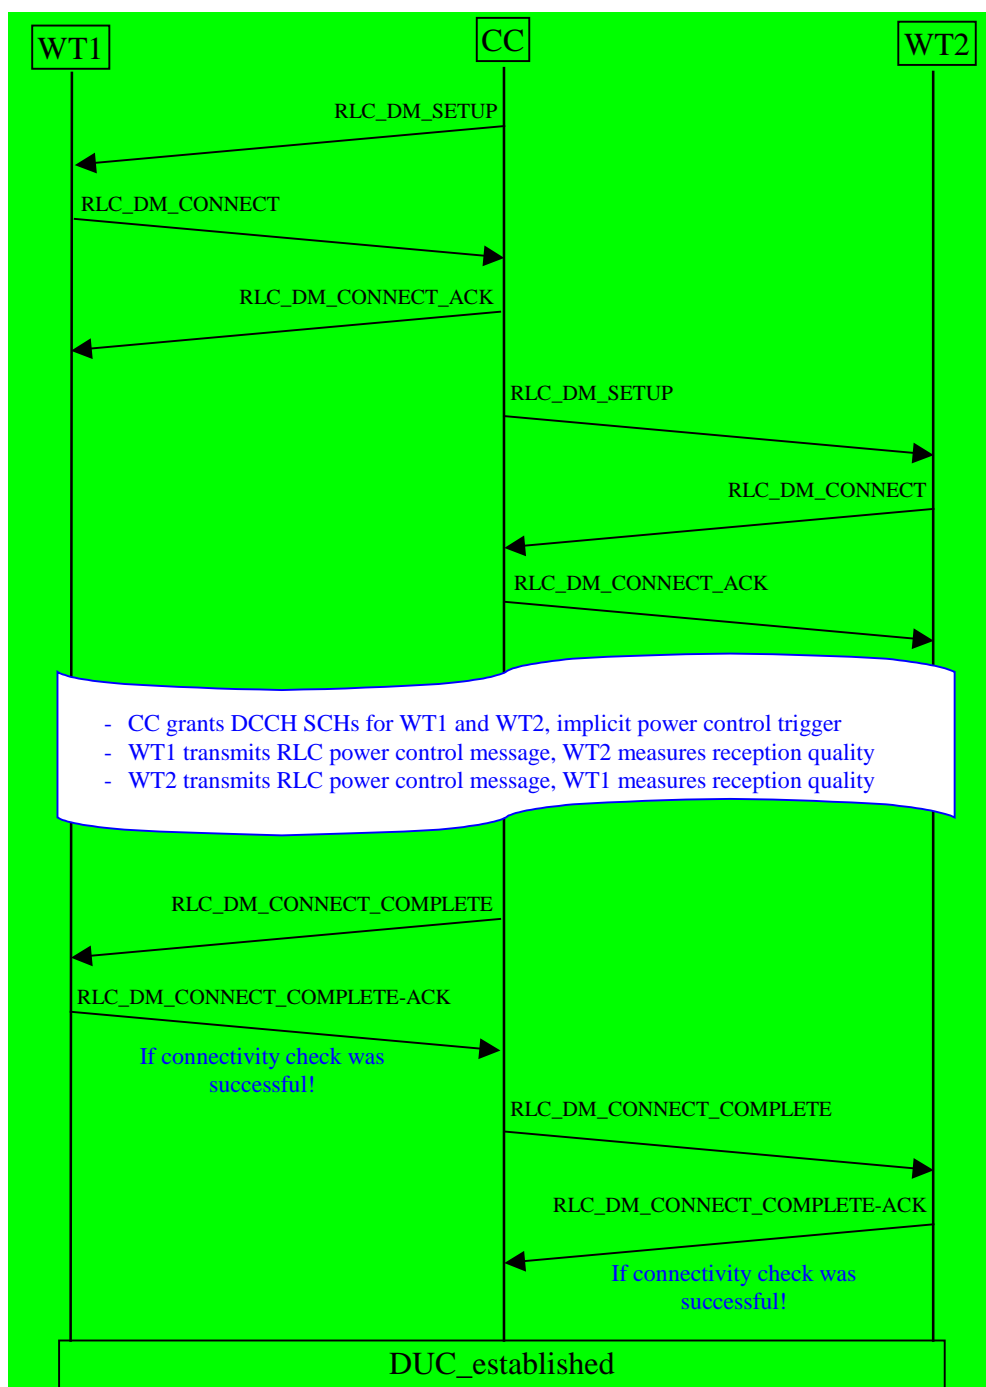 WT1
CC
WT2
RLC_DM_SETUP
RLC_DM_CONNECT
RLC_DM_CONNECT_ACK
RLC_DM_SETUP
RLC_DM_CONNECT
RLC_DM_CONNECT_ACK
- CC grants DCCH SCHs for WT1 and WT2, implicit power control trigger
- WT1 transmits RLC power control message, WT2 measures reception quality
- WT2 transmits RLC power control message, WT1 measures reception quality
RLC_DM_CONNECT_COMPLETE
RLC_DM_CONNECT_COMPLETE-ACK
If connectivity check was
successful!
RLC_DM_CONNECT_COMPLETE
RLC_DM_CONNECT_COMPLETE-ACK
If connectivity check was
successful!
DUC_established